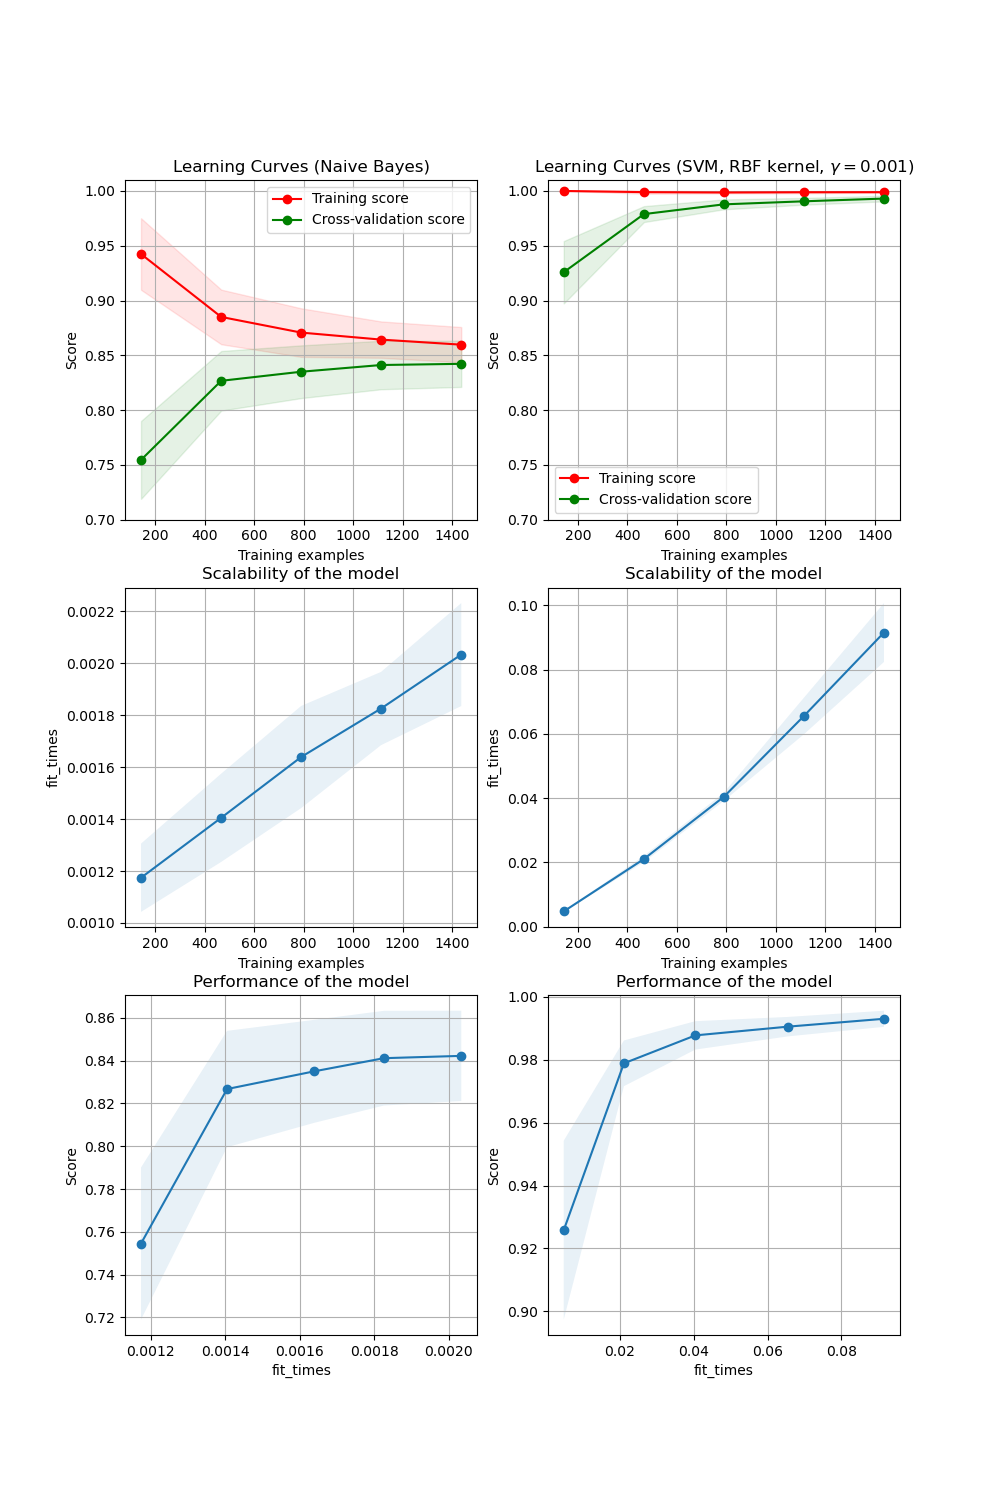 Learning Curves (Naive Bayes)
1.00
0.95
0.90
0.85
0.80
0.75
0.70
Score
Training score
Cross-validation score
200 400 600 800 1000 1200 1400
Training examples
Learning Curves (SVM, RBF kernel, γ = 0.001)
1.00
0.95
0.90
0.85
0.80
0.75
0.70
Score
Training score
Cross-validation score
200 400 600 800 1000 1200 1400
Training examples
Scalability of the model
0.0022
0.0020
0.0018
0.0016
0.0014
0.0012
0.0010
fit_times
200 400 600 800 1000 1200 1400
Training examples
Scalability of the model
0.10
0.08
0.06
0.04
0.02
0.00
fit_times
200 400 600 800 1000 1200 1400
Training examples
Performance of the model
0.86
0.84
0.82
0.80
0.78
0.76
0.74
0.72
Score
0.0012 0.0014 0.0016 0.0018 0.0020
fit_times
Performance of the model
1.00
0.98
0.96
0.94
0.92
0.90
Score
0.02 0.04 0.06 0.08
fit_times